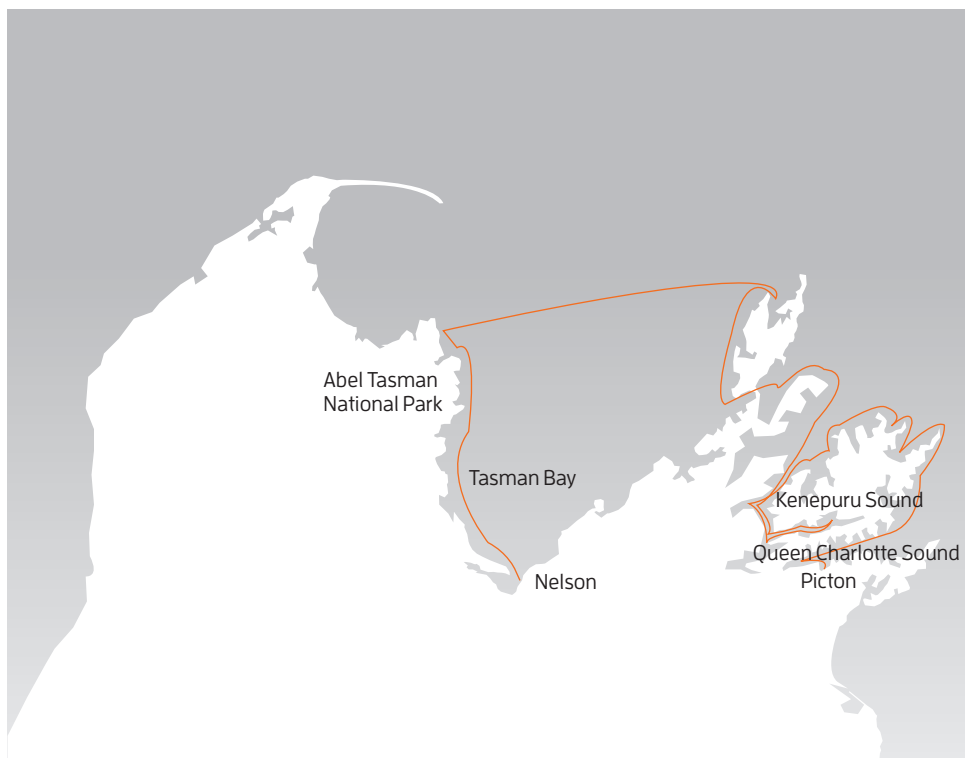 Abel Tasman
National Park
Tasman Bay
Kenepuru Sound
Queen Charlotte Sound
Nelson
Picton